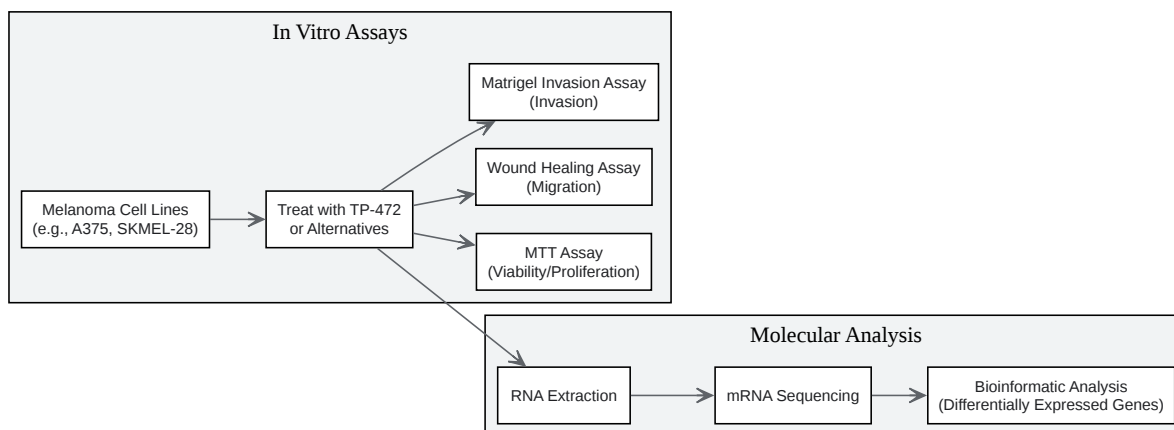 In Vitro Assays
Matrigel Invasion Assay
(Invasion)
Wound Healing Assay
(Migration)
Melanoma Cell Lines
(e.g., A375, SKMEL-28)
Treat with TP-472
or Alternatives
MTT Assay
(Viability/Proliferation)
Molecular Analysis
RNA Extraction
mRNA Sequencing
Bioinformatic Analysis
(Differentially Expressed Genes)